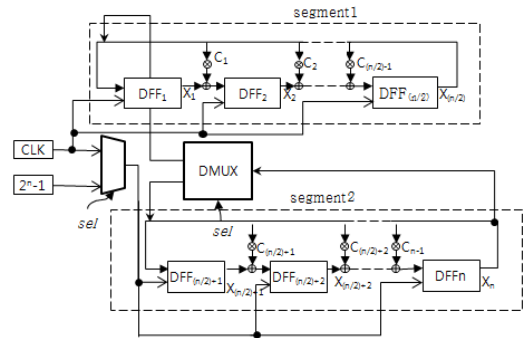 segment1
C1
C2
C(n/2)-1
DFF1
X1
DFF2
X2
DFF(n/2)
X(n/2)
CLK
2^n-1
DMUX
sel
sel
segment2
C(n/2)+1
C(n/2)+2
Cn-1
DFF(n/2)+1
X(n/2)+1
DFF(n/2)+2
X(n/2)+2
DFFn
Xn